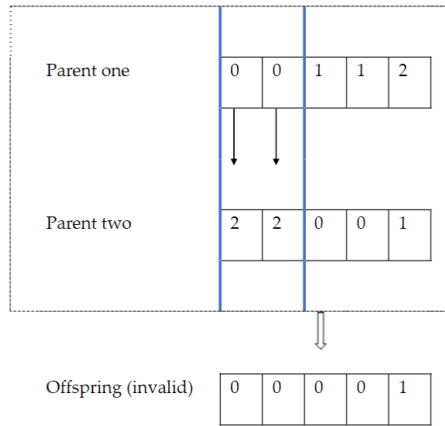 Parent one 0 0 1 1 2
Parent two 2 2 0 0 1
Offspring (invalid) 0 0 0 0 1